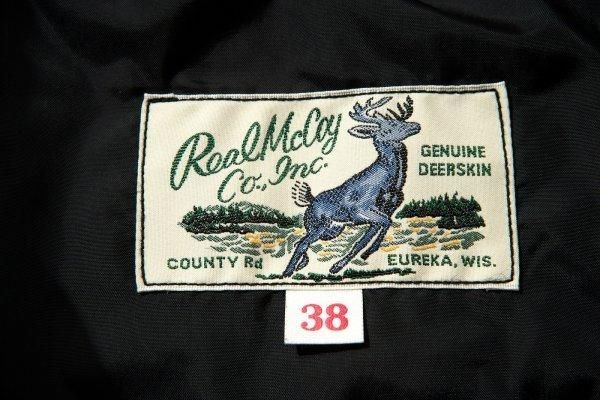 Real McCoy
Co., Inc.
GENUINE
DEERSKIN
COUNTY Rd
EUREKA, WIS.
38